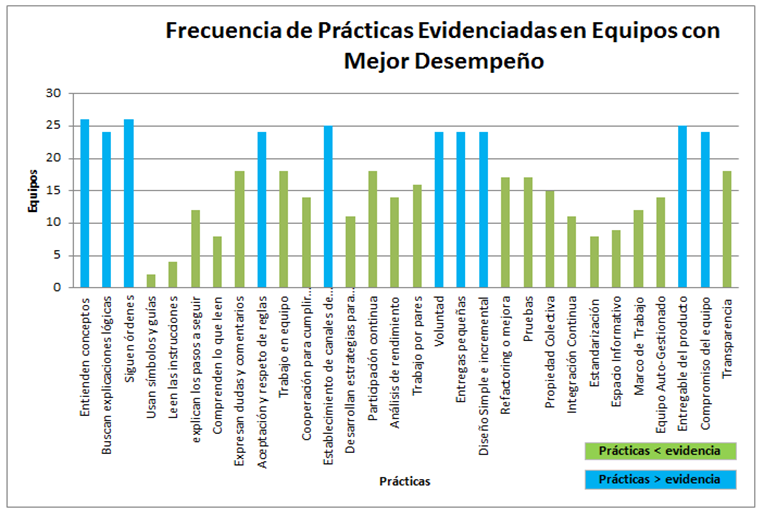 Frecuencia de Prácticas Evidenciadas en Equipos con
Mejor Desempeño
30
25
20
15
10
5
0
Equipos
Entienden conceptos
Buscan explicaciones lógicas
Siguen órdenes
Usan símbolos y guías
Leen las instrucciones
explican los pasos a seguir
Comprenden lo que leen
Expresan dudas y comentarios
Aceptación y respeto de reglas
Trabajo en equipo
Cooperación para cumplir...
Establecimiento de canales de...
Desarrollan estrategias para...
Participación continua
Análisis de rendimiento
Trabajo por pares
Voluntad
Entregas pequeñas
Diseño Simple e incremental
Refactoring o mejora
Pruebas
Propiedad Colectiva
Integración Continua
Estandarización
Espacio Informativo
Marco de Trabajo
Equipo Auto-Gestionado
Entregable del producto
Compromiso del equipo
Transparencia
Prácticas < evidencia
Prácticas > evidencia
Prácticas